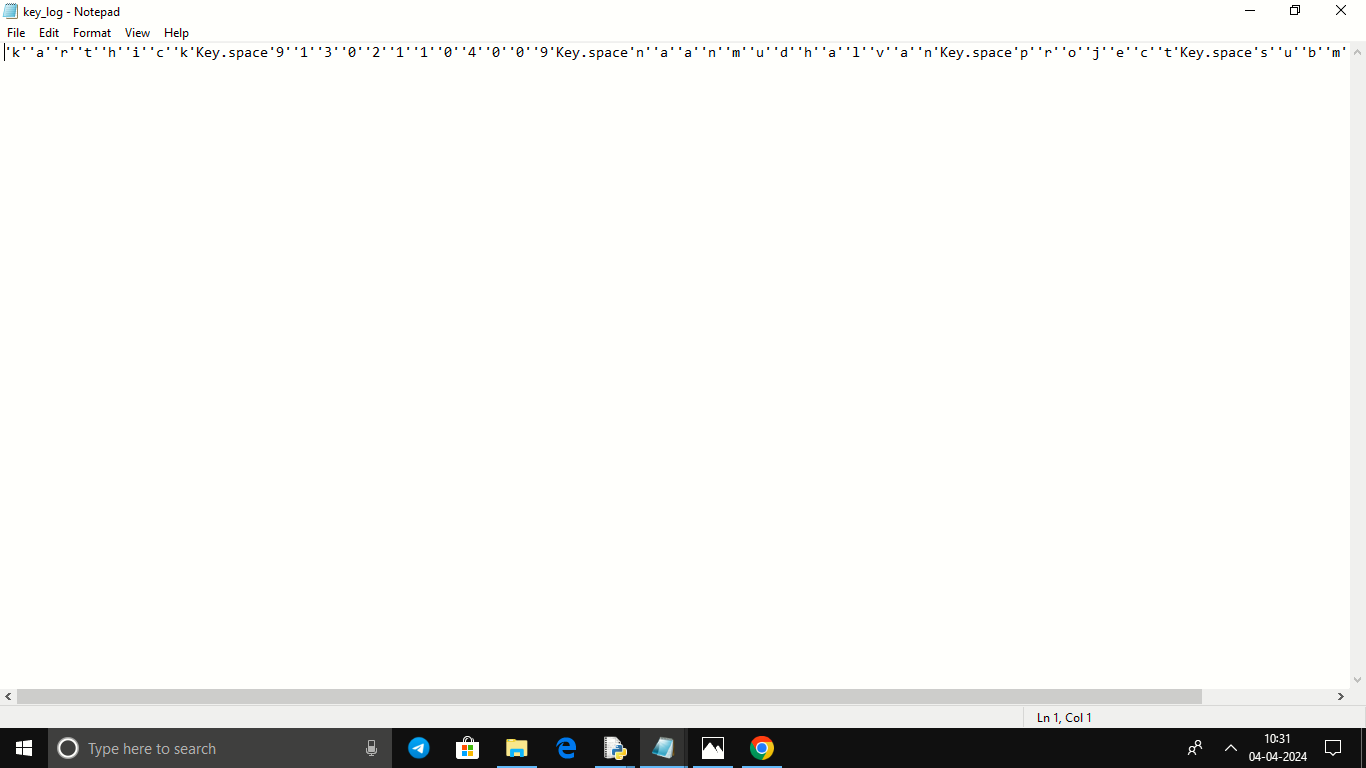 key_log - Notepad
File Edit Format View Help
'k''a''r''t''h''i''c''k'Key.space'9''1''3''0''2''1''1''0''4''0''0''9'Key.space'n''a''a''n''m''u''d''h''a''l''v''a''n'Key.space'p''r''o''j''e''c''t'Key.space's''u''b''m'
Ln 1, Col 1
Type here to search
10:31
04-04-2024